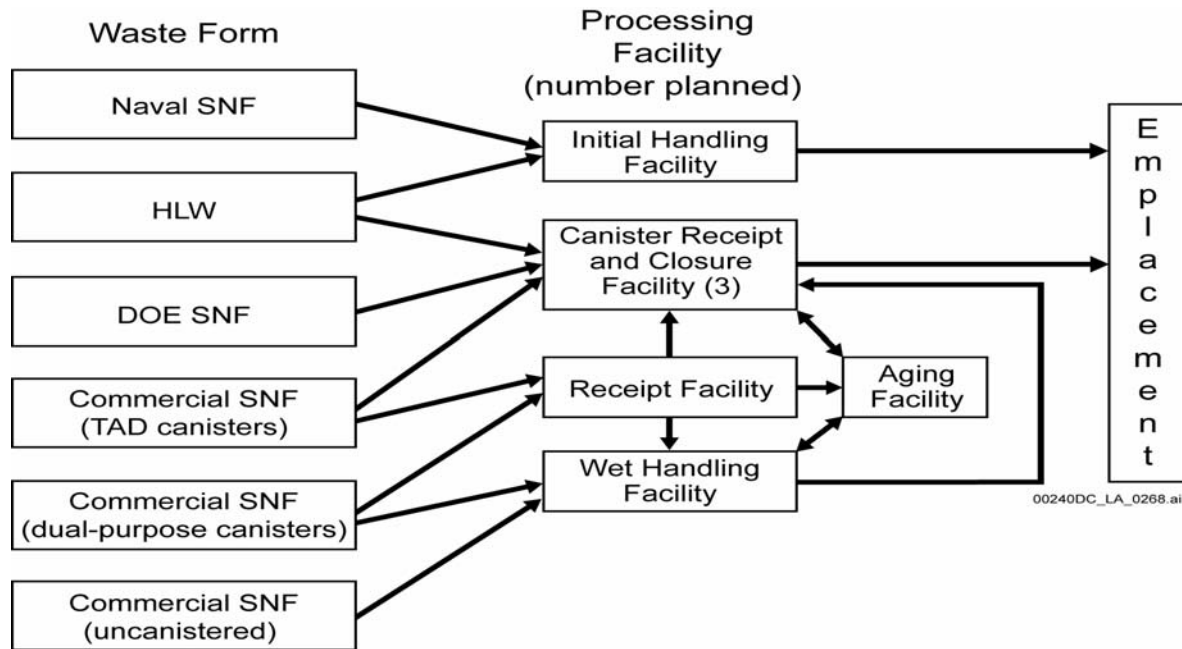 Waste Form
Processing
Facility
(number planned)
Naval SNF
HLW
DOE SNF
Commercial SNF
(TAD canisters)
Commercial SNF
(dual-purpose canisters)
Commercial SNF
(uncanistered)
Initial Handling
Facility
Canister Receipt
and Closure
Facility (3)
Receipt Facility
Wet Handling
Facility
Aging
Facility
E
m
p
l
a
c
e
m
e
n
t
00240DC_LA_0268.ai